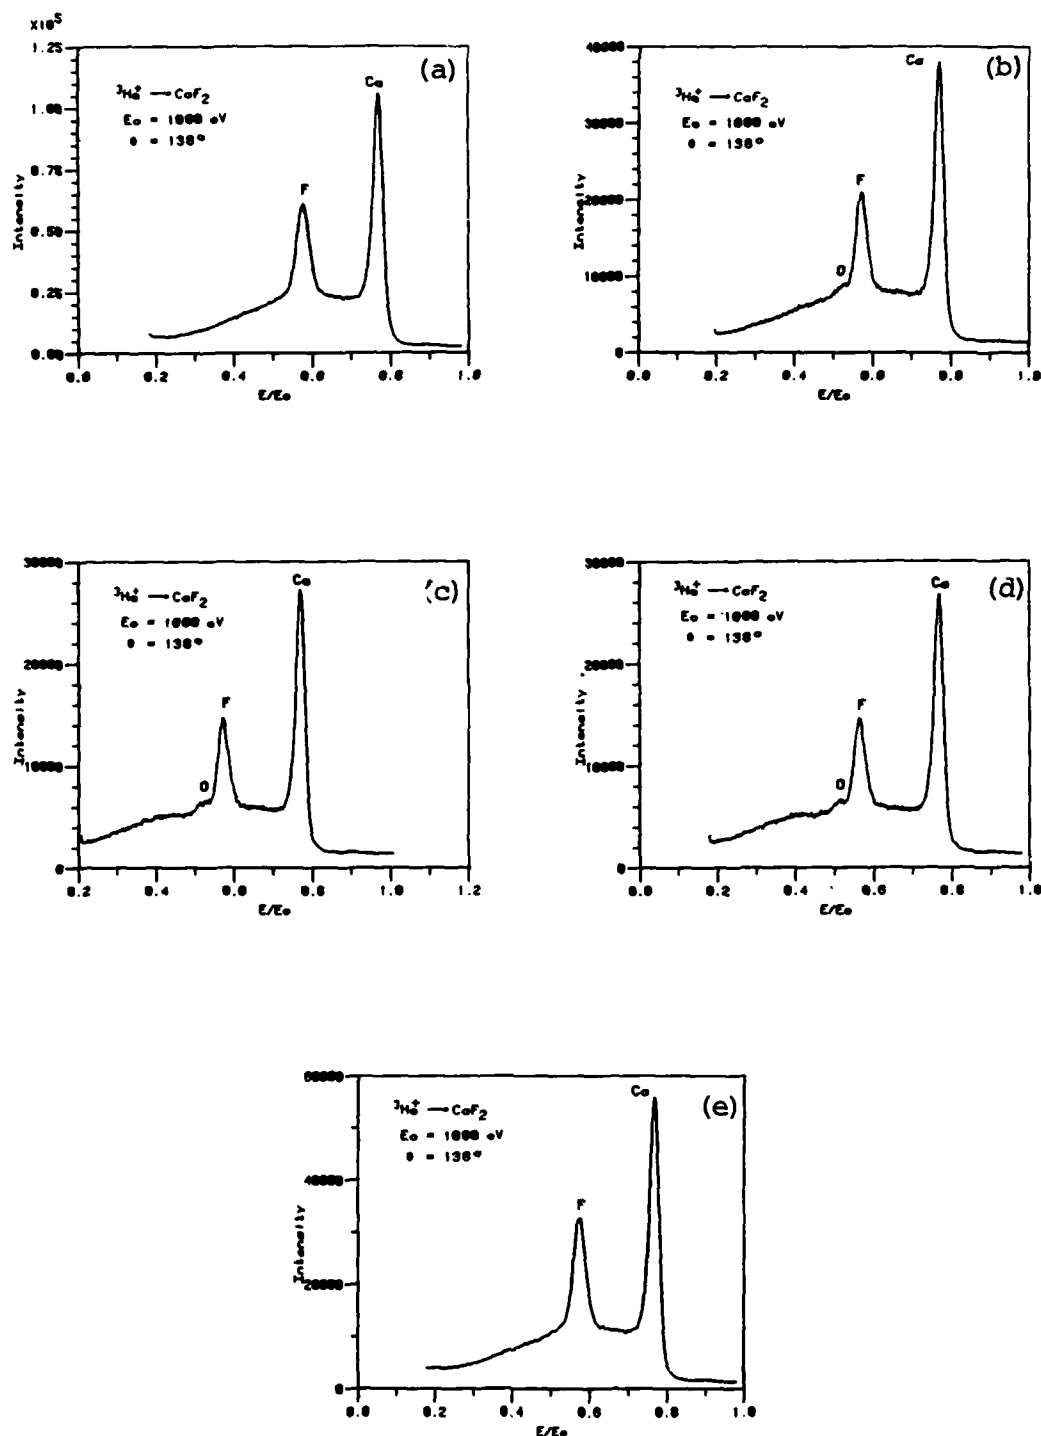 X10⁵
1.25
1.00
0.75
0.50
0.25
0.00
Intensity
(a)
³He⁺ → CaF₂
Eo = 1000 eV
θ = 138°
F
Ca
0.0 0.2 0.4 0.6 0.8 1.0
E/Eo
40000
30000
20000
10000
0
Intensity
(b)
³He⁺ → CaF₂
Eo = 1000 eV
θ = 138°
O
F
Ca
0.0 0.2 0.4 0.6 0.8 1.0
E/Eo
30000
20000
10000
0
Intensity
(c)
³He⁺ → CaF₂
Eo = 1000 eV
θ = 138°
O
F
Ca
0.2 0.4 0.6 0.8 1.0 1.2
E/Eo
30000
20000
10000
0
Intensity
(d)
³He⁺ → CaF₂
Eo = 1000 eV
θ = 138°
O
F
Ca
0.0 0.2 0.4 0.6 0.8 1.0
E/Eo
60000
40000
20000
0
Intensity
(e)
³He⁺ → CaF₂
Eo = 1000 eV
θ = 138°
F
Ca
0.0 0.2 0.4 0.6 0.8 1.0
E/Eo